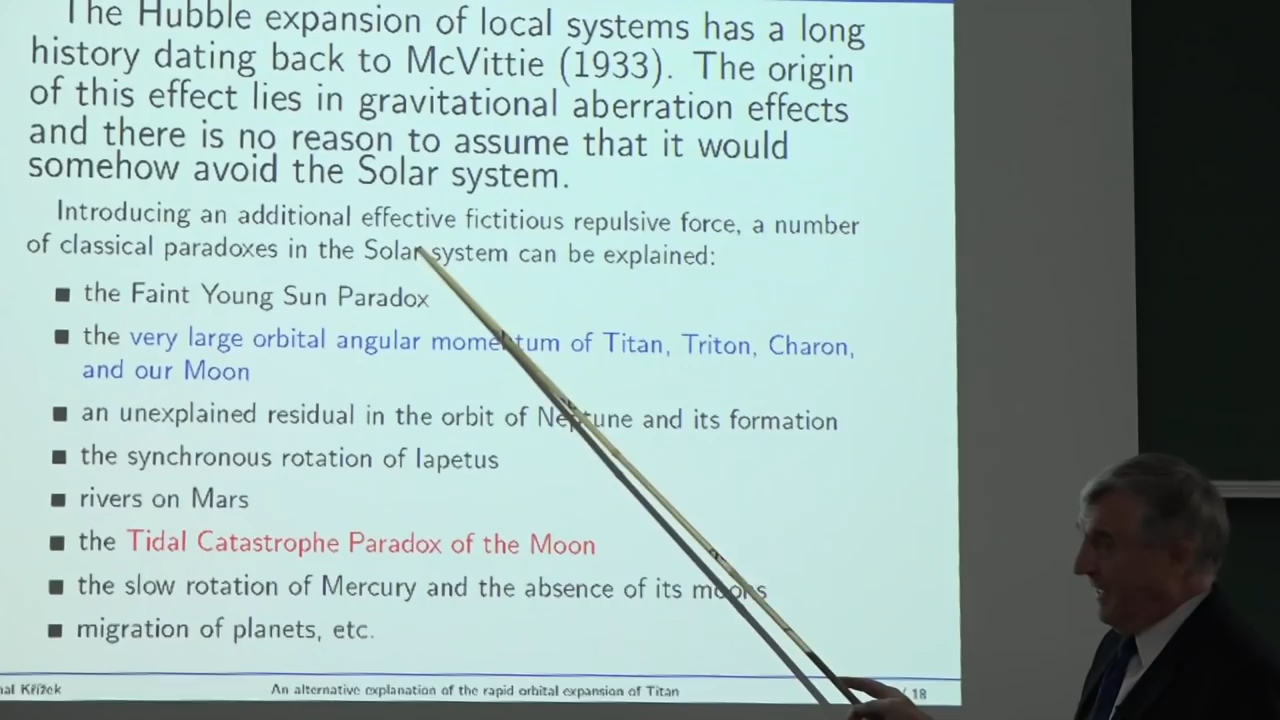 The Hubble expansion of local systems has a long
history dating back to McVittie (1933). The origin
of this effect lies in gravitational aberration effects
and there is no reason to assume that it would
somehow avoid the Solar system.
Introducing an additional effective fictitious repulsive force, a number
of classical paradoxes in the Solar system can be explained:
■ the Faint Young Sun Paradox
■ the very large orbital angular momentum of Titan, Triton, Charon,
and our Moon
■ an unexplained residual in the orbit of Neptune and its formation
■ the synchronous rotation of Iapetus
■ rivers on Mars
■ the Tidal Catastrophe Paradox of the Moon
■ the slow rotation of Mercury and the absence of its moons
■ migration of planets, etc.
Křížek An alternative explanation of the rapid orbital expansion of Titan / 18